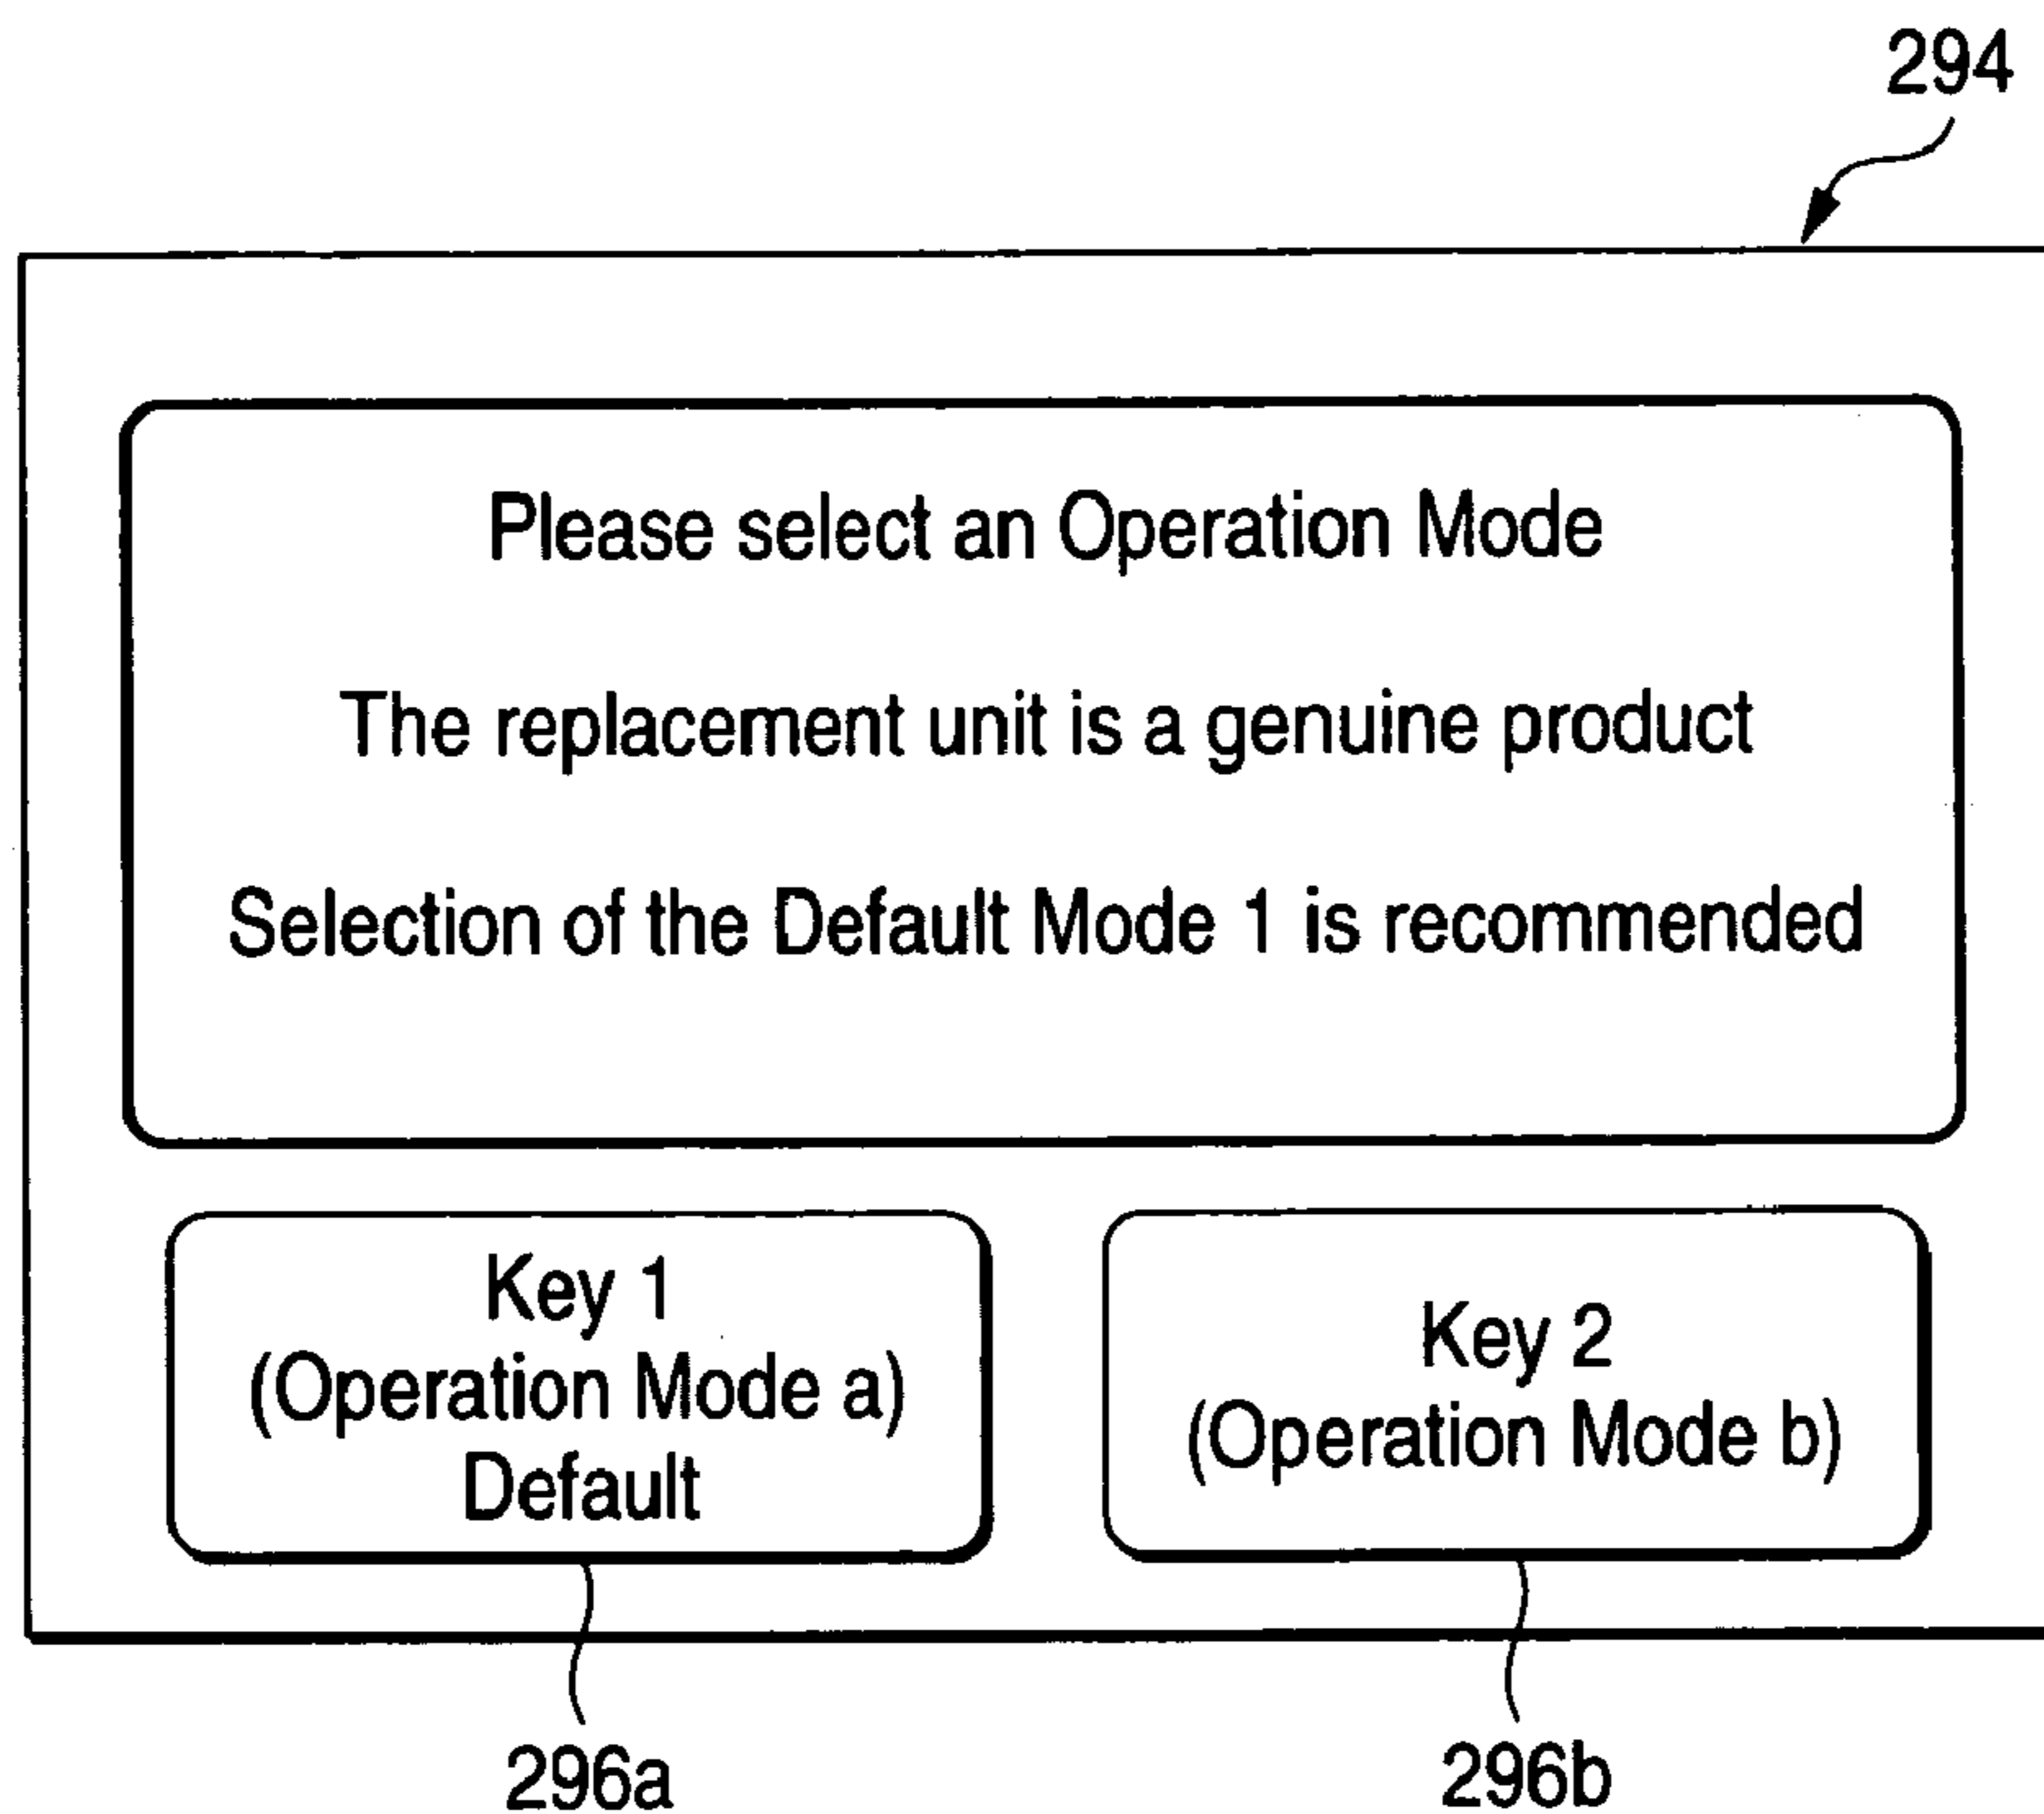 294
Please select an Operation Mode
The replacement unit is a genuine product
Selection of the Default Mode 1 is recommended
Key 1
(Operation Mode a)
Default
Key 2
(Operation Mode b)
296a
296b